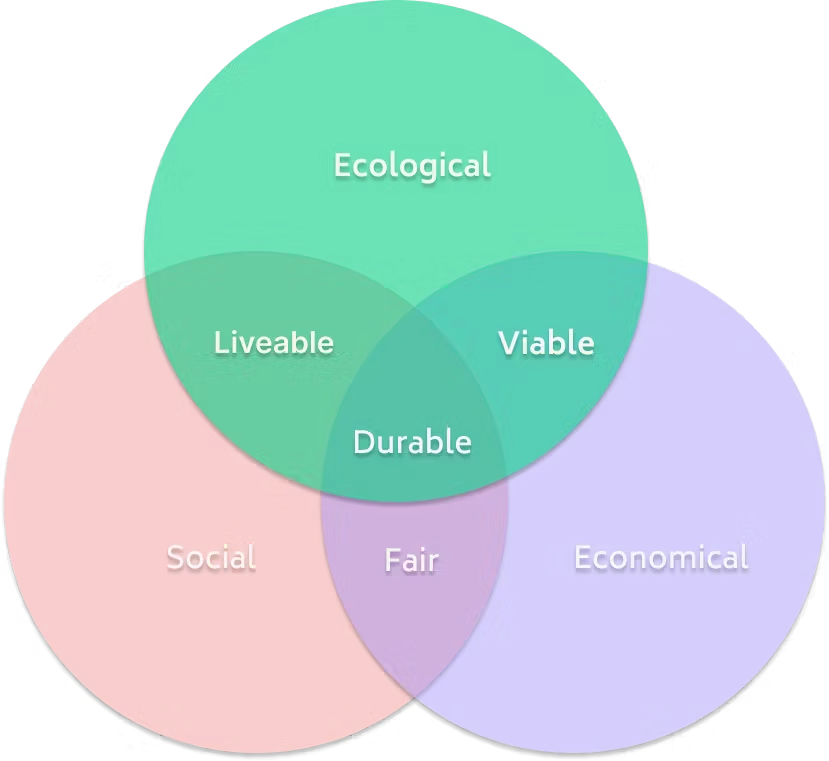 Ecological
Liveable
Viable
Durable
Social
Fair
Economical